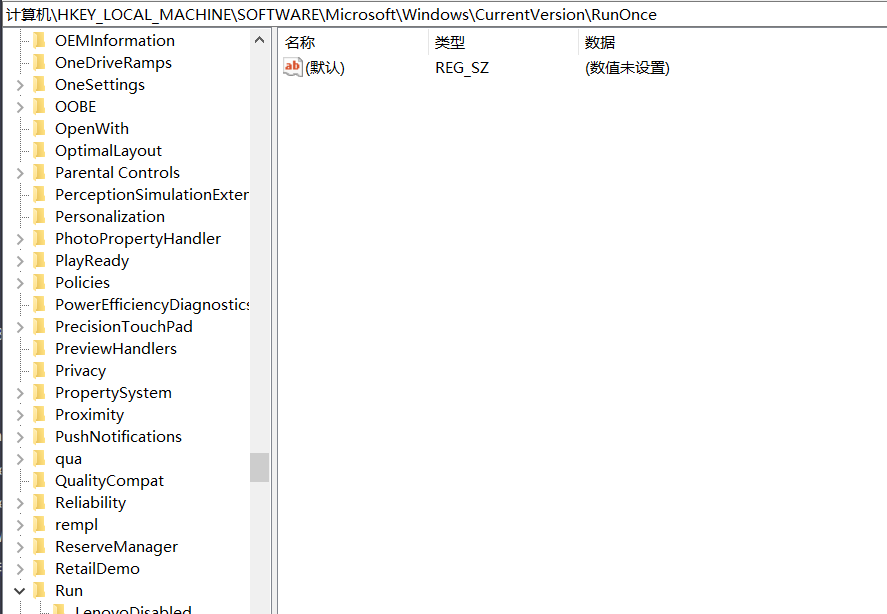 计算机\HKEY_LOCAL_MACHINE\SOFTWARE\Microsoft\Windows\CurrentVersion\RunOnce
OEMInformation
OneDriveRamps
OneSettings
OOBE
OpenWith
OptimalLayout
Parental Controls
PerceptionSimulationExter
Personalization
PhotoPropertyHandler
PlayReady
Policies
PowerEfficiencyDiagnostics
PrecisionTouchPad
PreviewHandlers
Privacy
PropertySystem
Proximity
PushNotifications
qua
QualityCompat
Reliability
rempl
ReserveManager
RetailDemo
Run
LenovoDisabled
名称 类型 数据
(默认) REG_SZ (数值未设置)